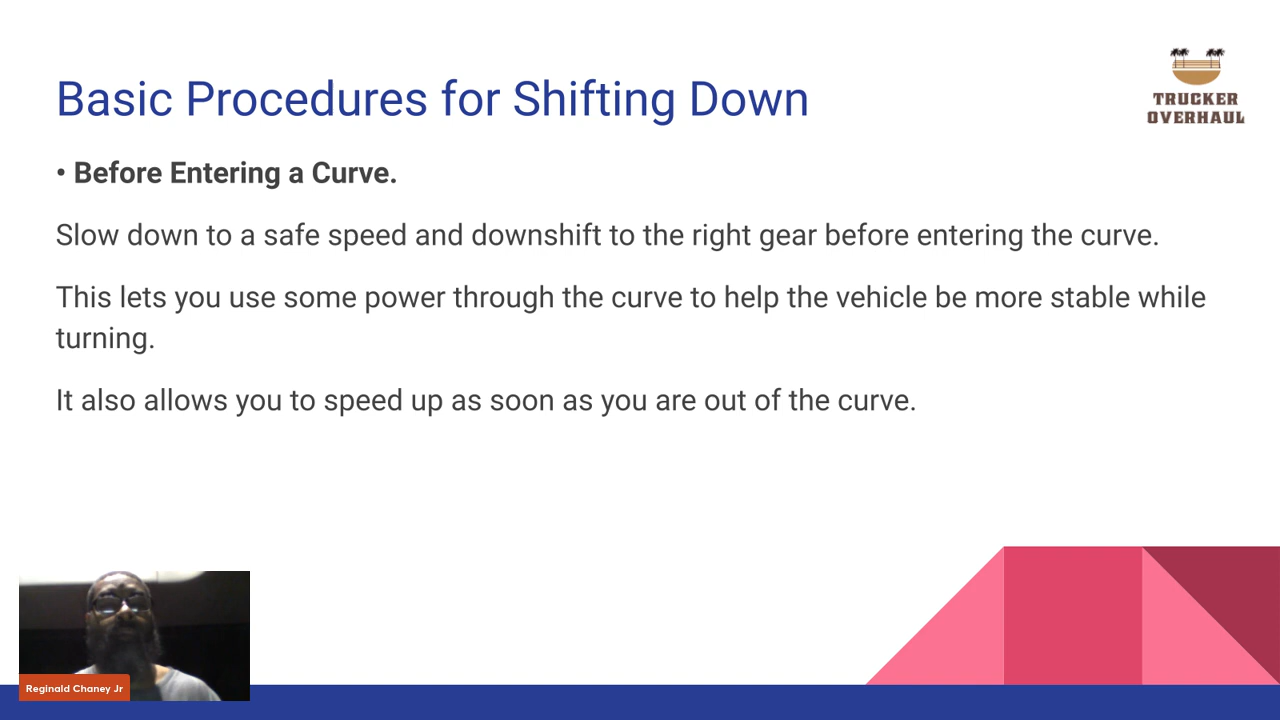 Basic Procedures for Shifting Down
TRUCKER
OVERHAUL
• Before Entering a Curve.
Slow down to a safe speed and downshift to the right gear before entering the curve.
This lets you use some power through the curve to help the vehicle be more stable while
turning.
It also allows you to speed up as soon as you are out of the curve.
Reginald Chaney Jr